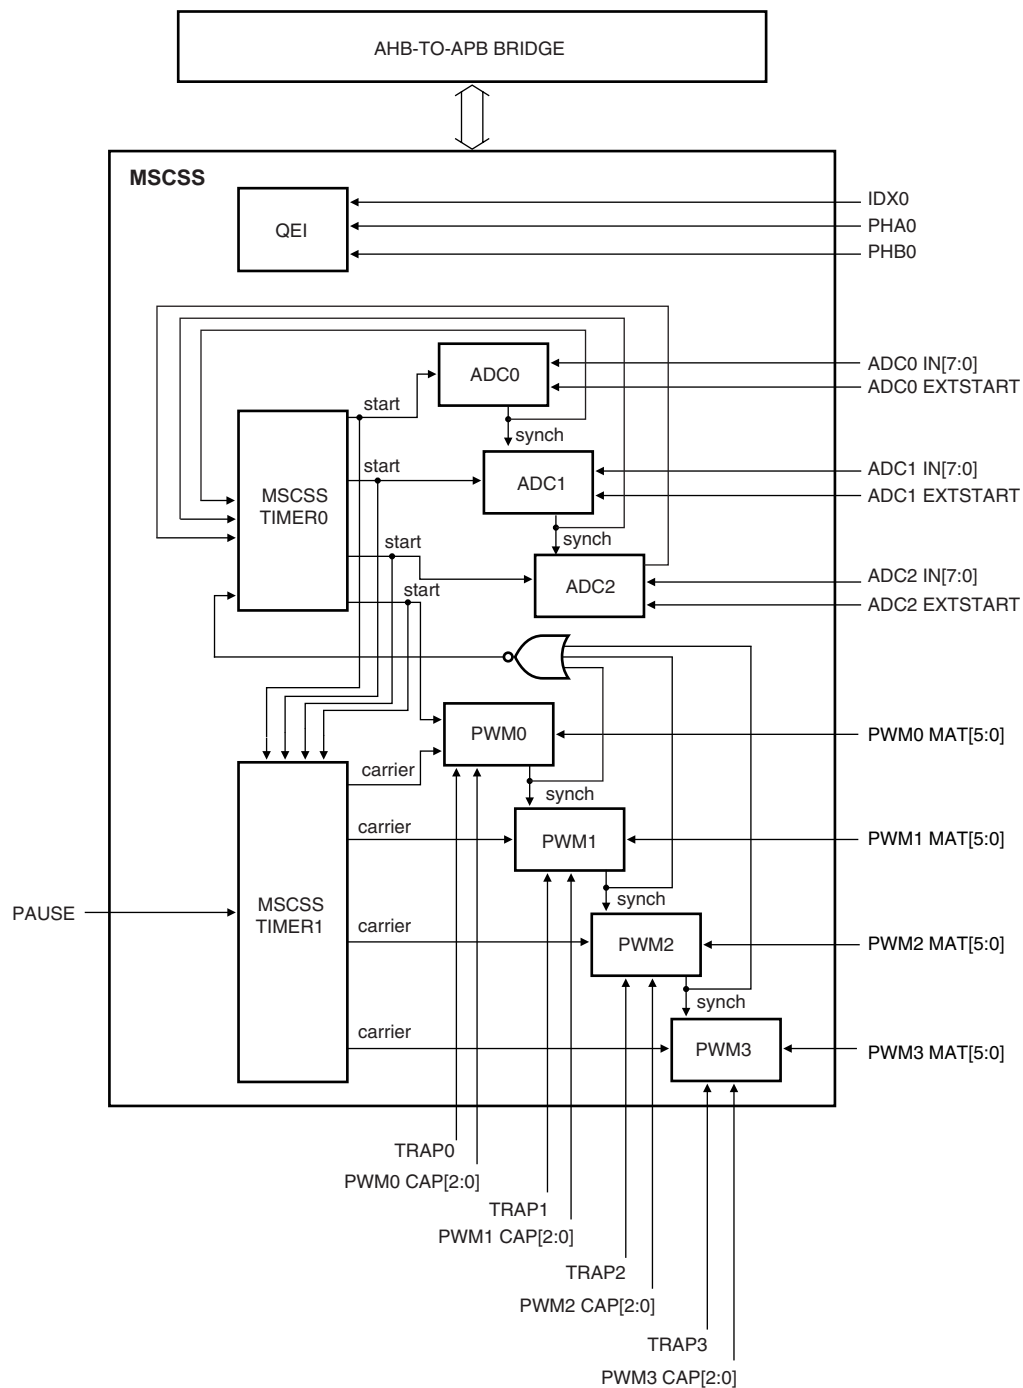 AHB-TO-APB BRIDGE
MSCSS
QEI
IDX0
PHA0
PHB0
ADC0
ADC0 IN[7:0]
ADC0 EXTSTART
start
synch
MSCSS
TIMER0
start
ADC1
ADC1 IN[7:0]
ADC1 EXTSTART
start
synch
ADC2
ADC2 IN[7:0]
ADC2 EXTSTART
start
PWM0
PWM0 MAT[5:0]
carrier
synch
carrier
PWM1
PWM1 MAT[5:0]
MSCSS
TIMER1
PAUSE
synch
carrier
PWM2
PWM2 MAT[5:0]
synch
carrier
PWM3
PWM3 MAT[5:0]
TRAP0
PWM0 CAP[2:0]
TRAP1
PWM1 CAP[2:0]
TRAP2
PWM2 CAP[2:0]
TRAP3
PWM3 CAP[2:0]